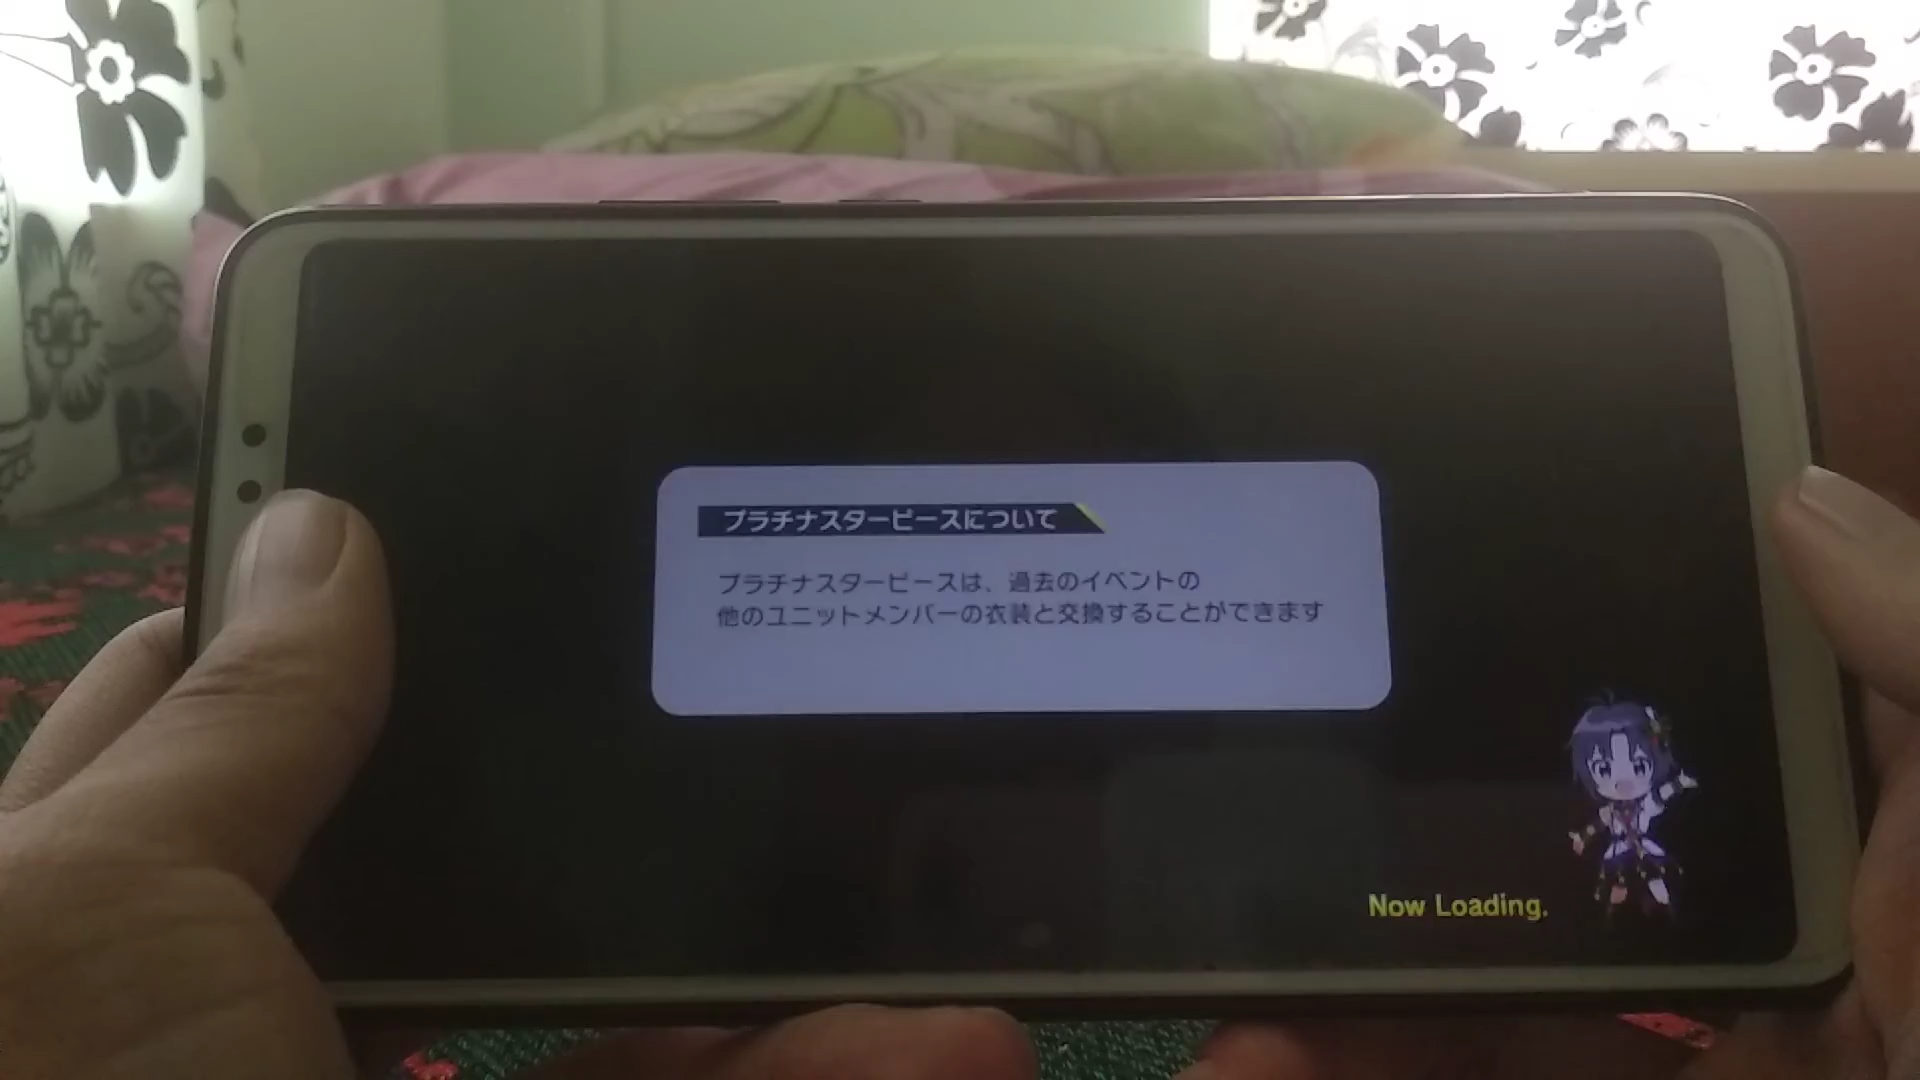 プラチナスターピースについて
プラチナスターピースは、過去のイベントの
他のユニットメンバーの衣装と交換することができます
Now Loading.